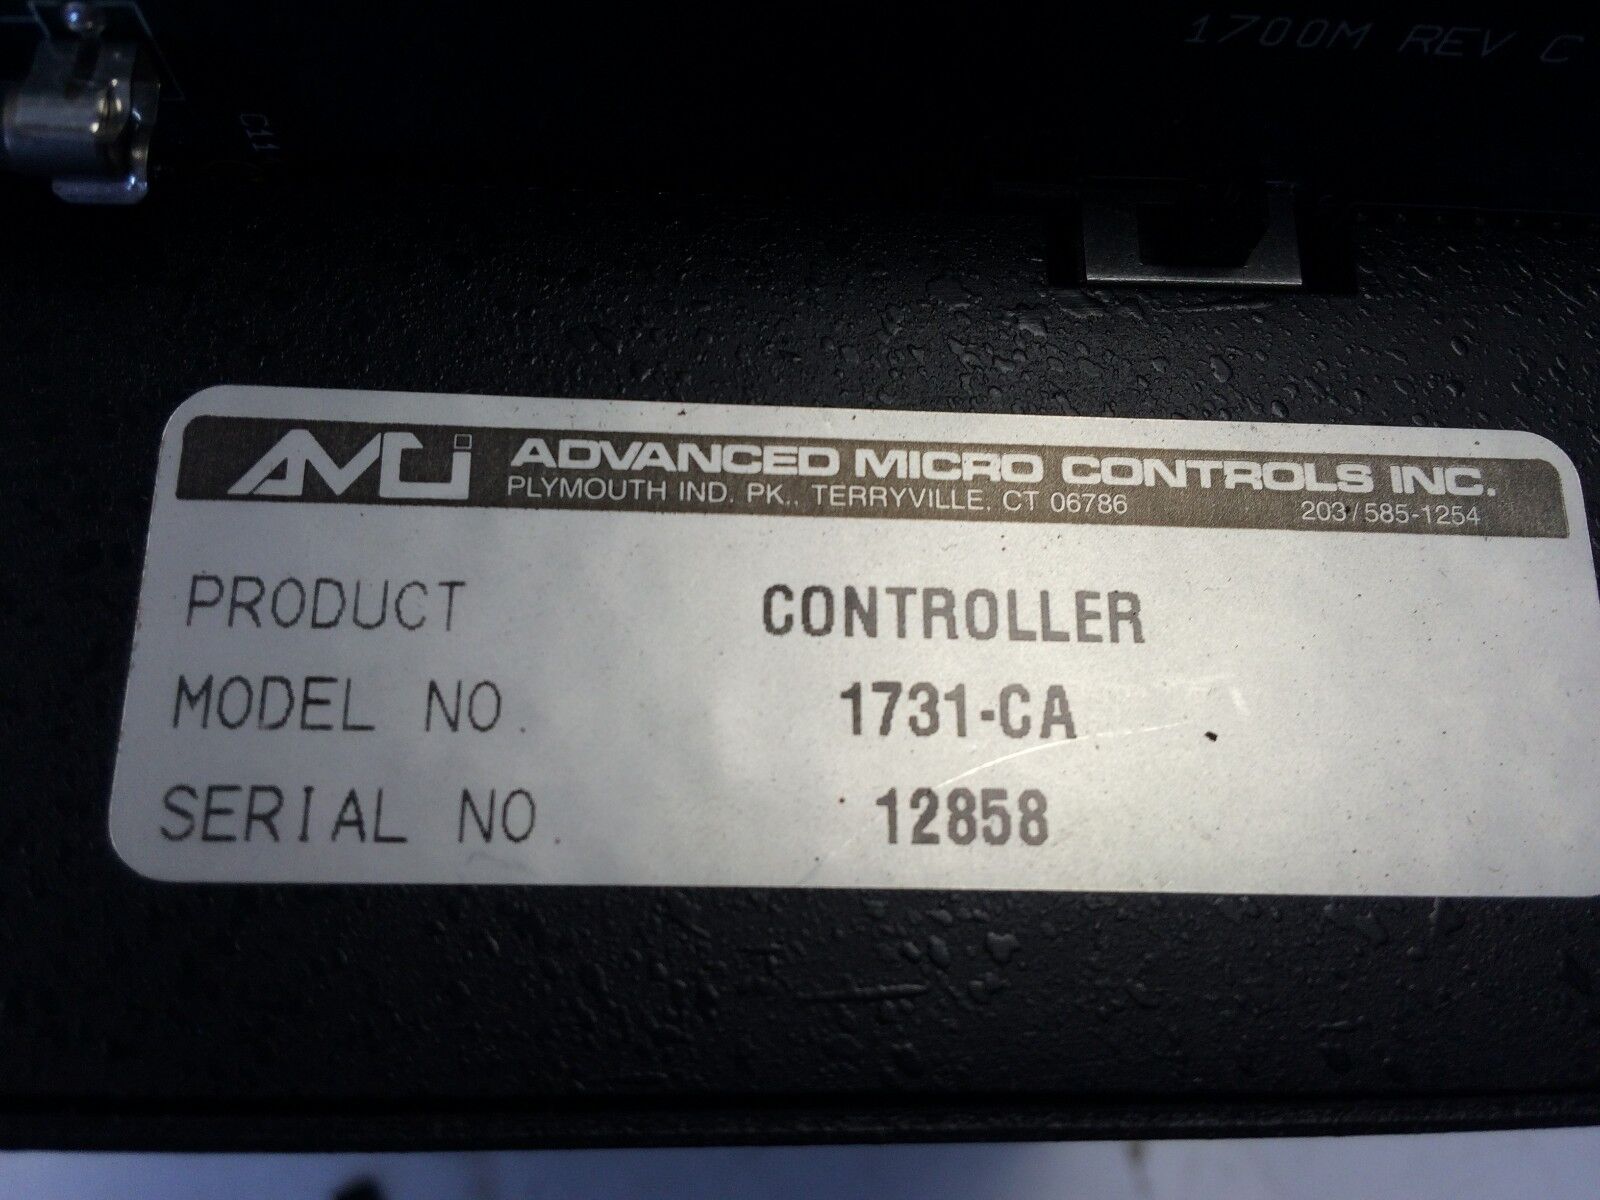 1700M REV C
C11
AMCi ADVANCED MICRO CONTROLS INC.
PLYMOUTH IND. PK., TERRYVILLE, CT 06786 203/585-1254
PRODUCT CONTROLLER
MODEL NO. 1731-CA
SERIAL NO. 12858